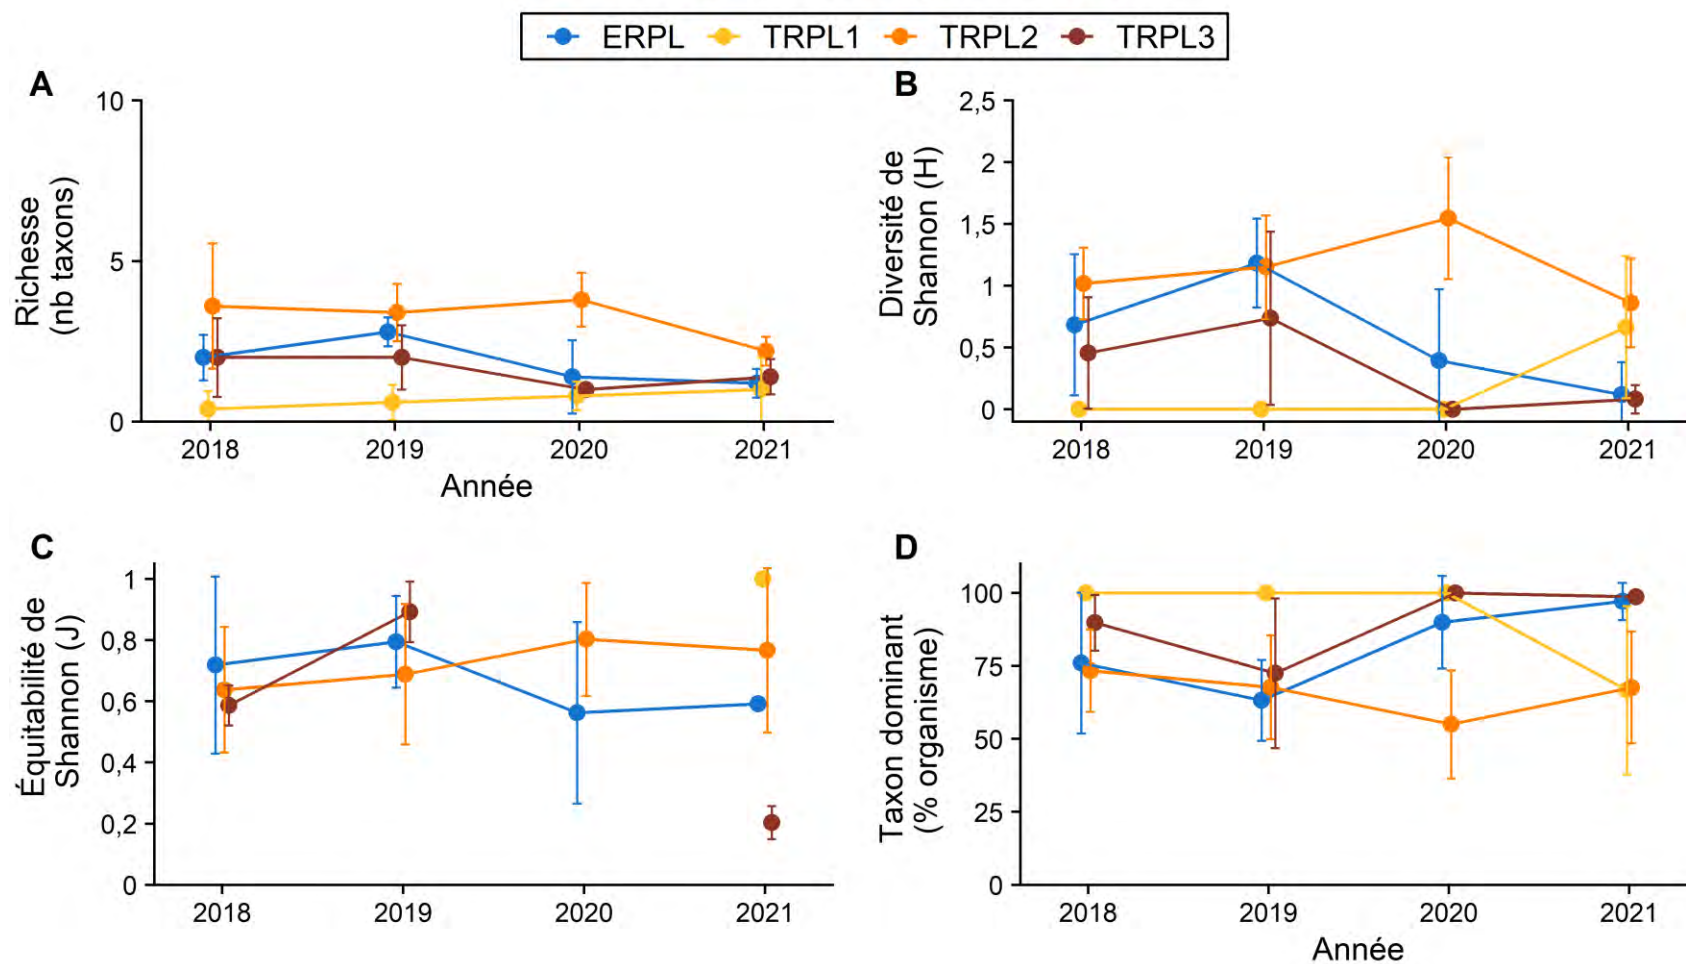 ERPL TRPL1 TRPL2 TRPL3
A
10
5
0
Richesse
(nb taxons)
2018 2019 2020 2021
Année
B
2,5
2
1,5
1
0,5
0
Diversité de
Shannon (H)
2018 2019 2020 2021
C
1
0,8
0,6
0,4
0,2
0
Équitabilité de
Shannon (J)
2018 2019 2020 2021
D
100
75
50
25
0
Taxon dominant
(% organisme)
2018 2019 2020 2021
Année